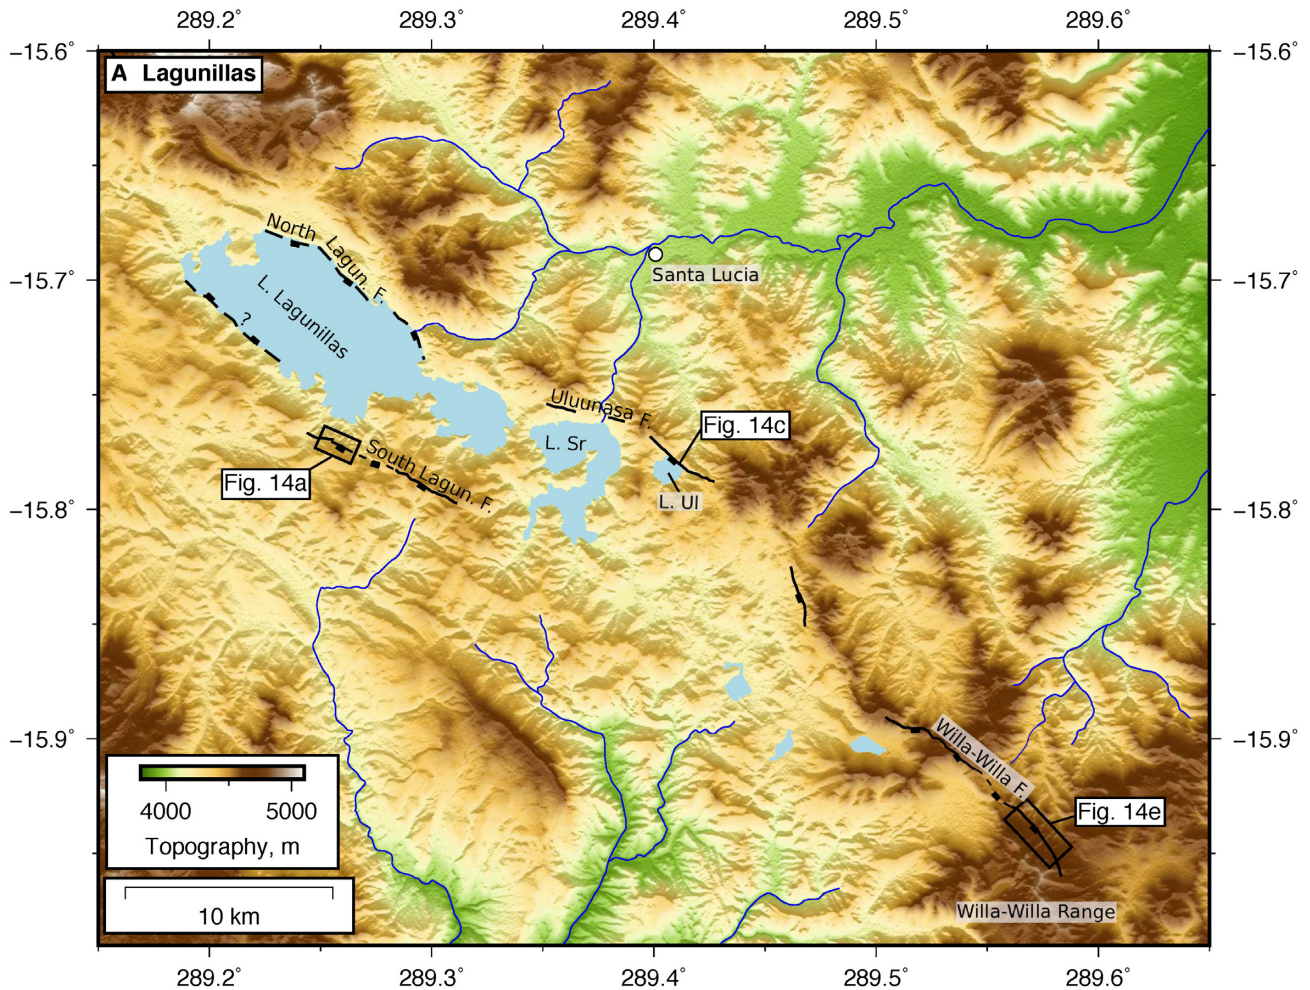 289.2° 289.3° 289.4° 289.5° 289.6°
−15.6° −15.6°
A Lagunillas
North Lagun. F.
Santa Lucia
−15.7° −15.7°
L. Lagunillas
?
Uluunasa F.
Fig. 14c
L. Sr
South Lagun. F.
Fig. 14a
L. Ul
−15.8° −15.8°
−15.9° −15.9°
Willa-Willa F.
4000 5000
Topography, m
Fig. 14e
10 km
Willa-Willa Range
289.2° 289.3° 289.4° 289.5° 289.6°